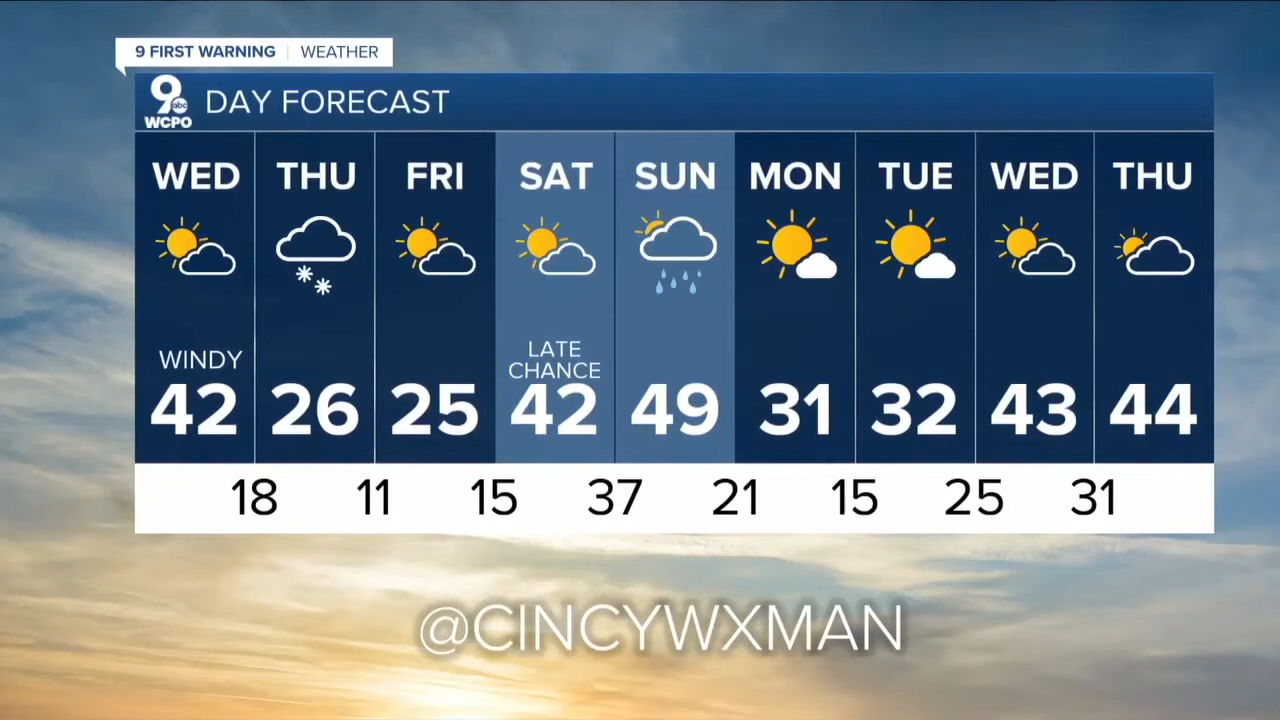 9 FIRST WARNING | WEATHER
9 abc WCPO DAY FORECAST
WED THU FRI SAT SUN MON TUE WED THU
WINDY LATE CHANCE
42 26 25 42 49 31 32 43 44
18 11 15 37 21 15 25 31
@CINCYWXMAN